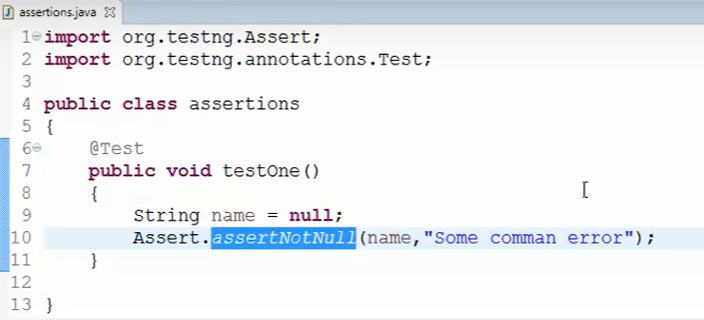 assertions.java
1 import org.testng.Assert;
2 import org.testng.annotations.Test;
3
4 public class assertions
5 {
6     @Test
7     public void testOne()
8     {
9         String name = null;
10         Assert.assertNotNull(name,"Some comman error");
11     }
12
13 }